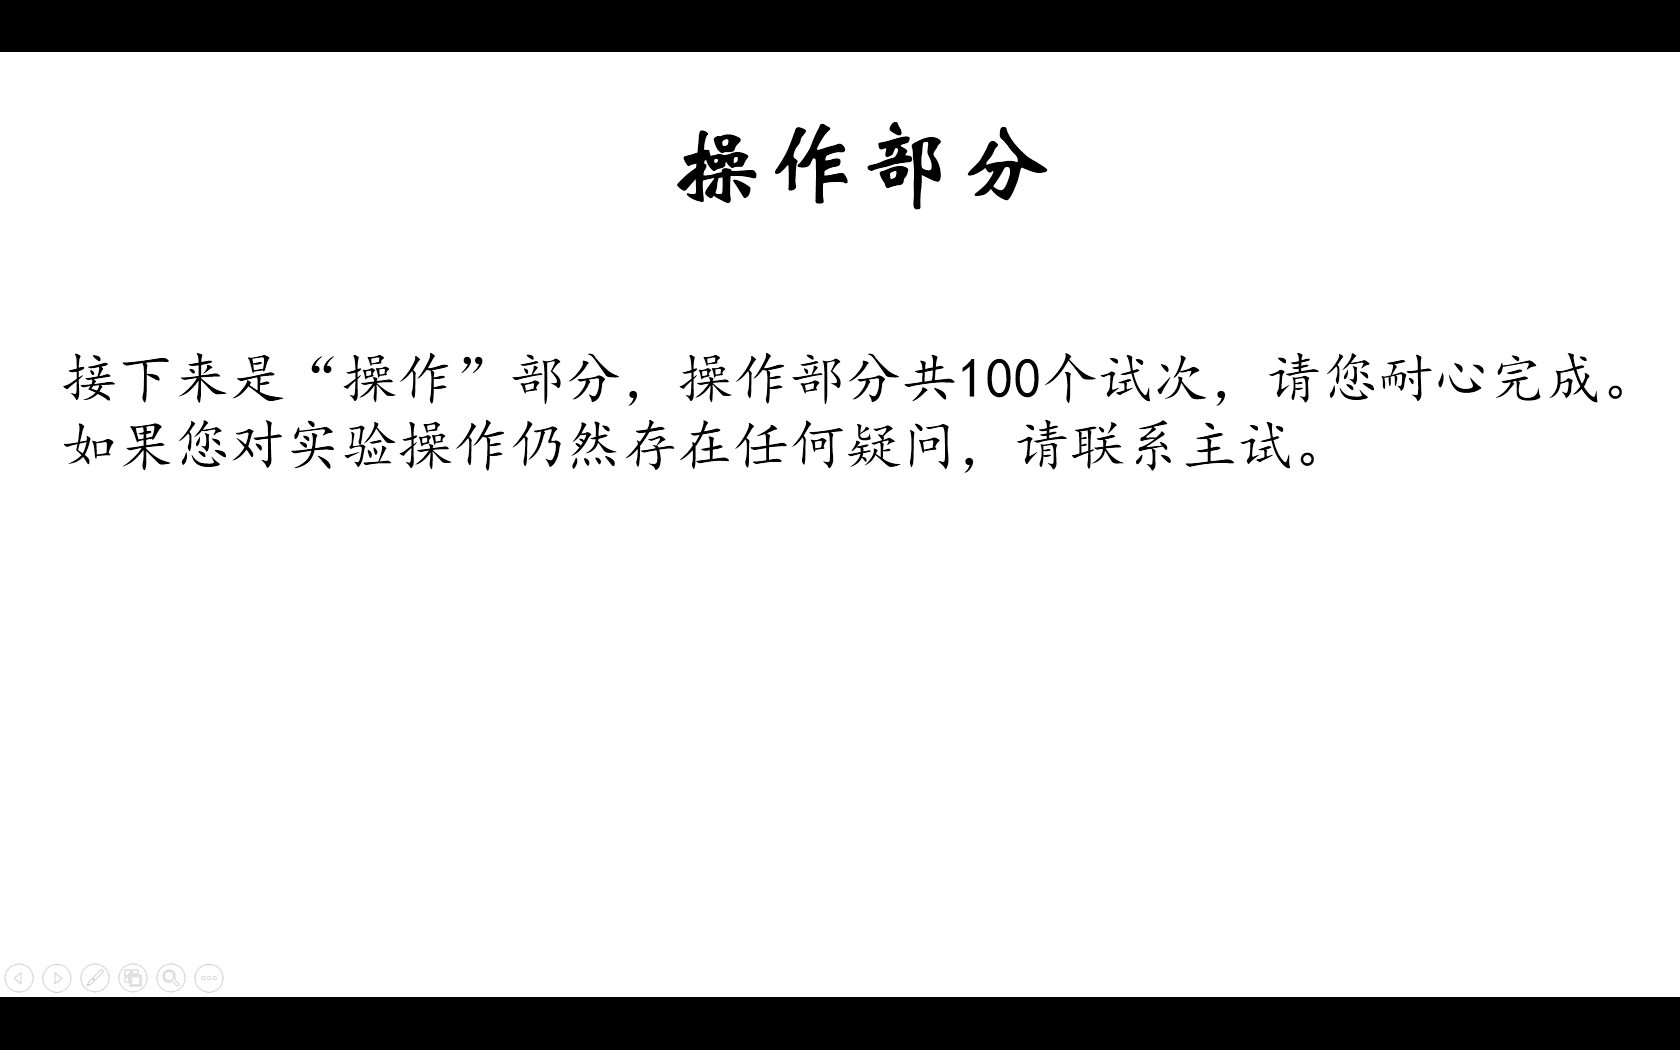 操作部分
接下来是“操作”部分，操作部分共100个试次，请您耐心完成。
如果您对实验操作仍然存在任何疑问，请联系主试。